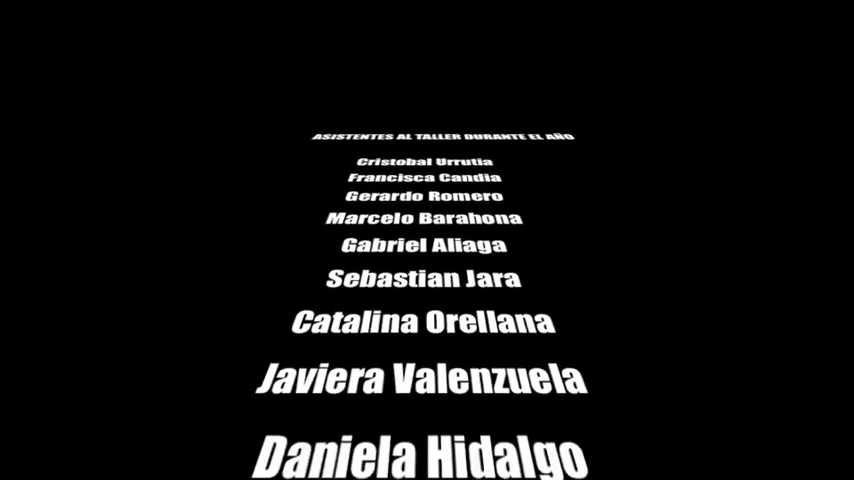 ASISTENTES AL TALLER DURANTE EL AÑO
Cristobal Urrutia
Francisca Candia
Gerardo Romero
Marcelo Barahona
Gabriel Aliaga
Sebastian Jara
Catalina Orellana
Javiera Valenzuela
Daniela Hidalgo